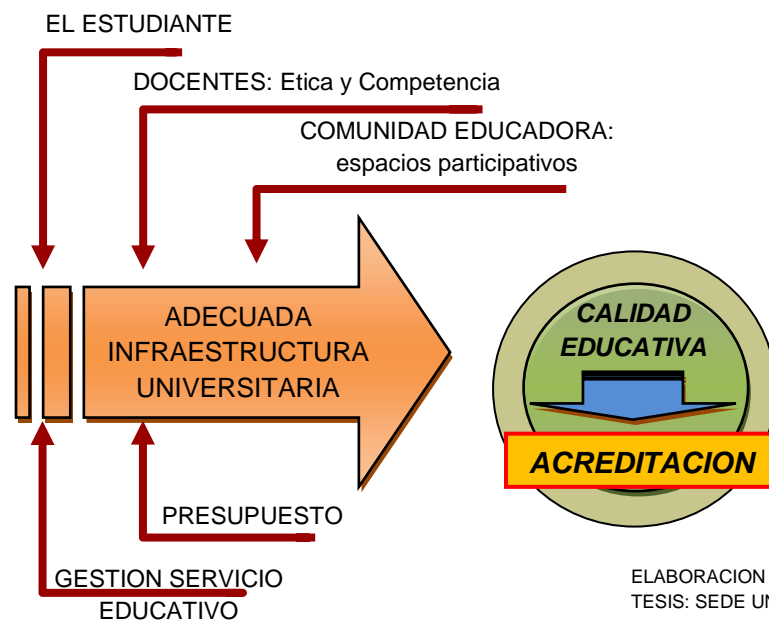 EL ESTUDIANTE
DOCENTES: Etica y Competencia
COMUNIDAD EDUCADORA:
espacios participativos
ADECUADA
INFRAESTRUCTURA
UNIVERSITARIA
CALIDAD
EDUCATIVA
ACREDITACION
PRESUPUESTO
GESTION SERVICIO
EDUCATIVO
ELABORACION
TESIS: SEDE